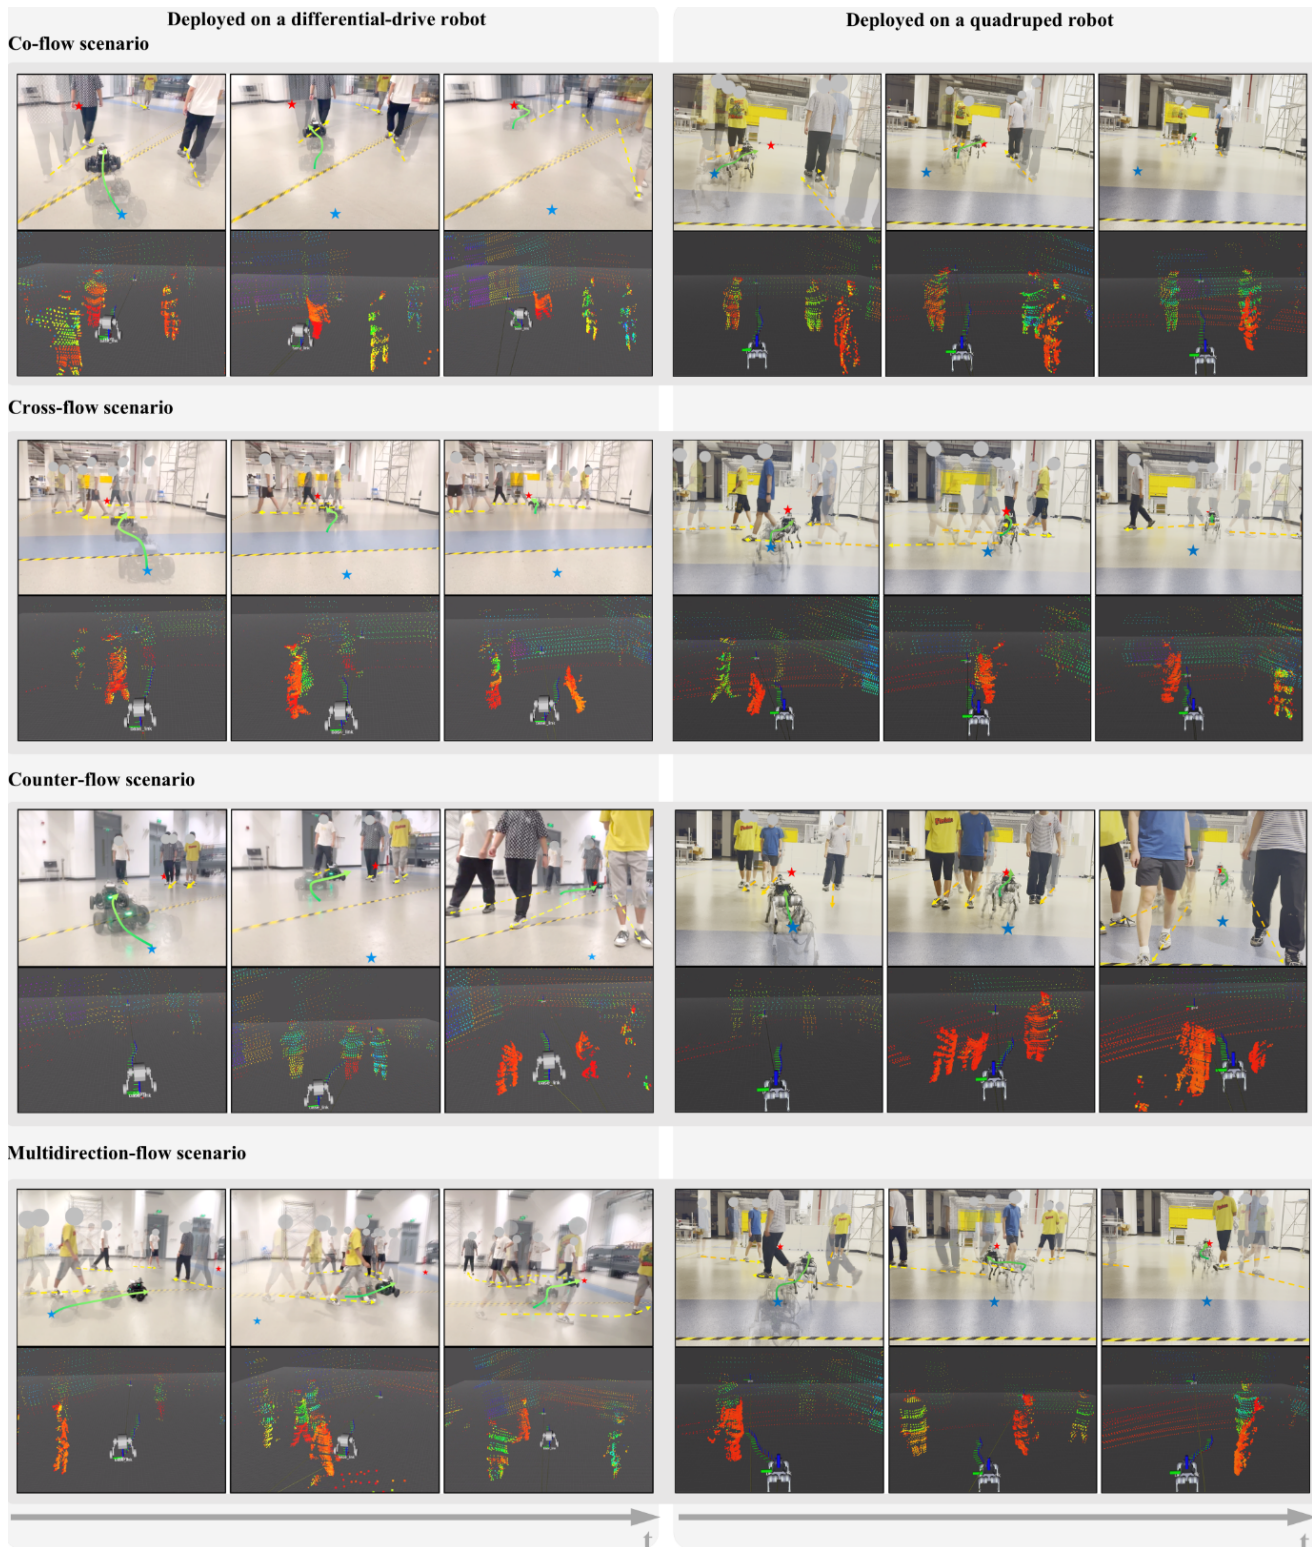 Deployed on a differential-drive robot
Deployed on a quadruped robot
Co-flow scenario
Cross-flow scenario
Counter-flow scenario
Multidirection-flow scenario
t
t